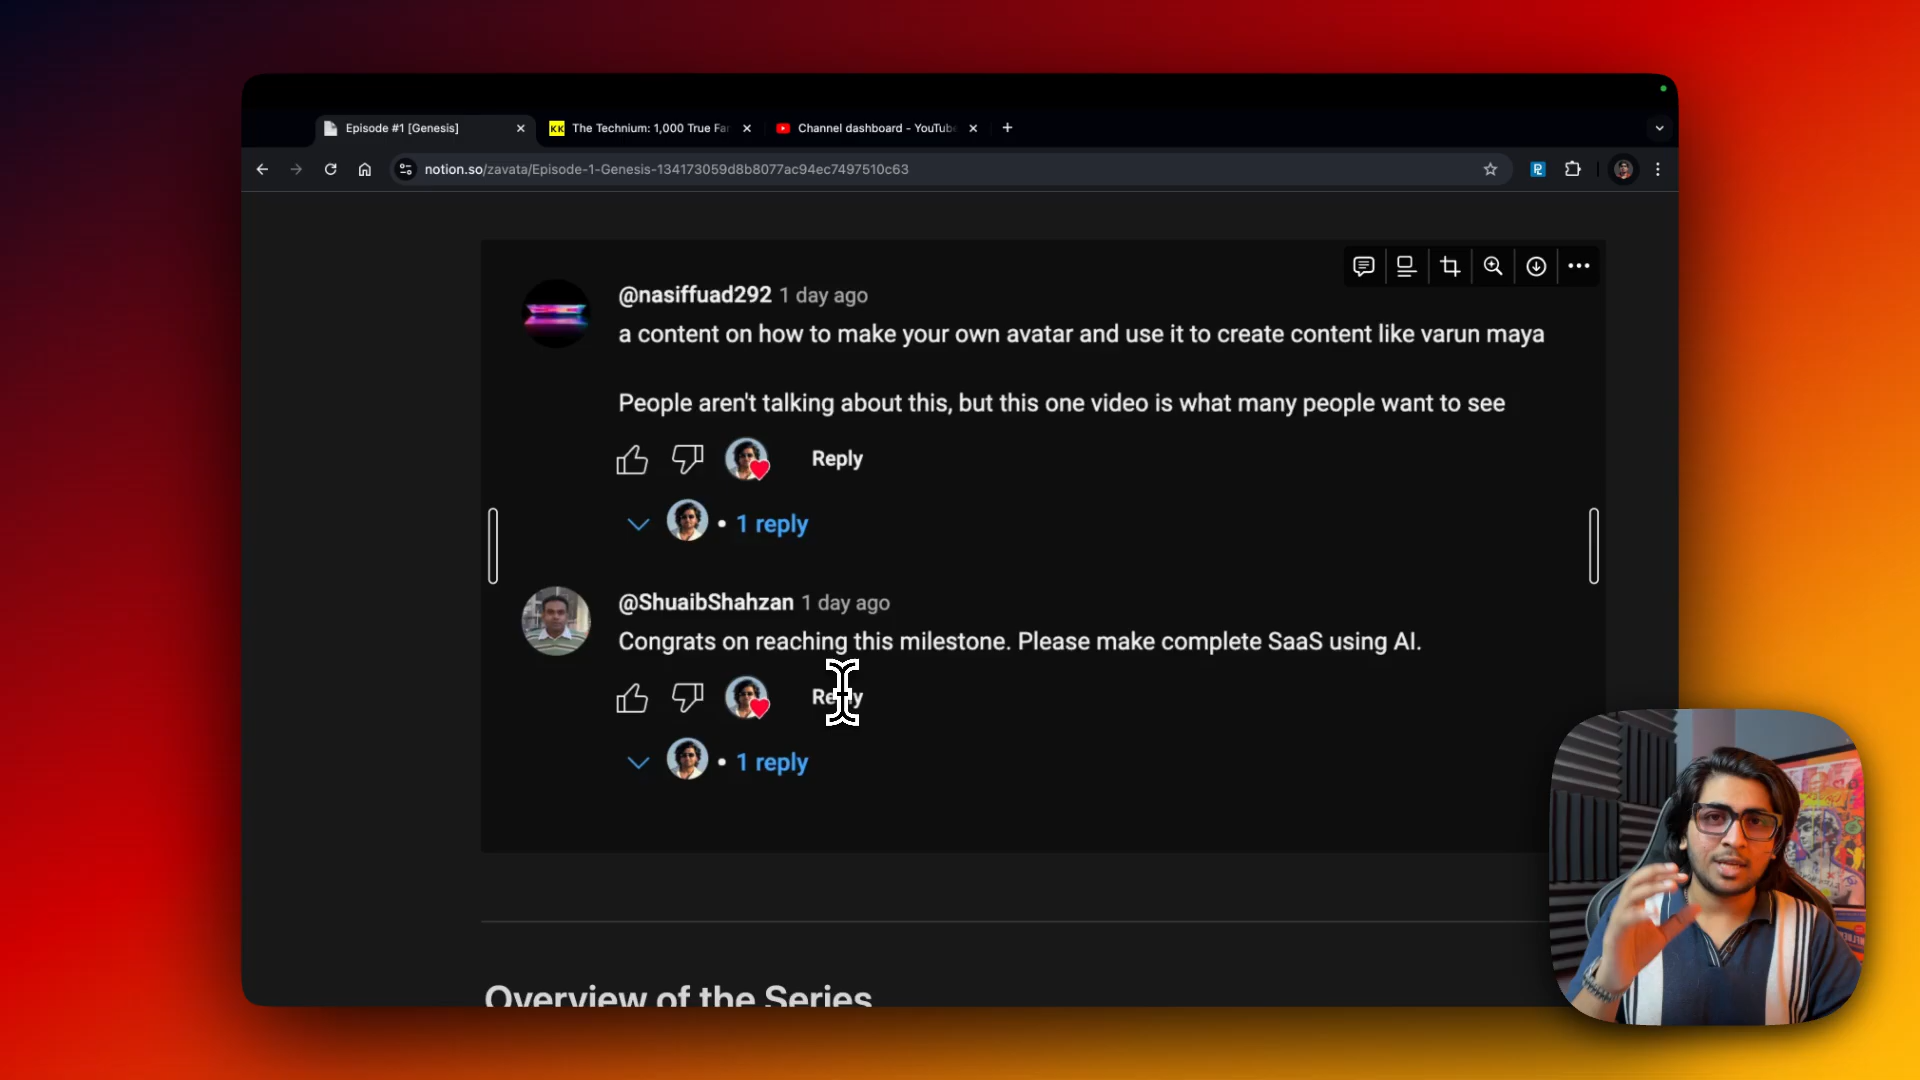 Episode #1 [Genesis]
The Technium: 1,000 True Fa
Channel dashboard - YouTube
notion.so/zavata/Episode-1-Genesis-134173059d8b8077ac94ec7497510c63
@nasiffuad292 1 day ago
a content on how to make your own avatar and use it to create content like varun maya
People aren't talking about this, but this one video is what many people want to see
Reply
• 1 reply
@ShuaibShahzan 1 day ago
Congrats on reaching this milestone. Please make complete SaaS using AI.
Reply
• 1 reply
Overview of the Series